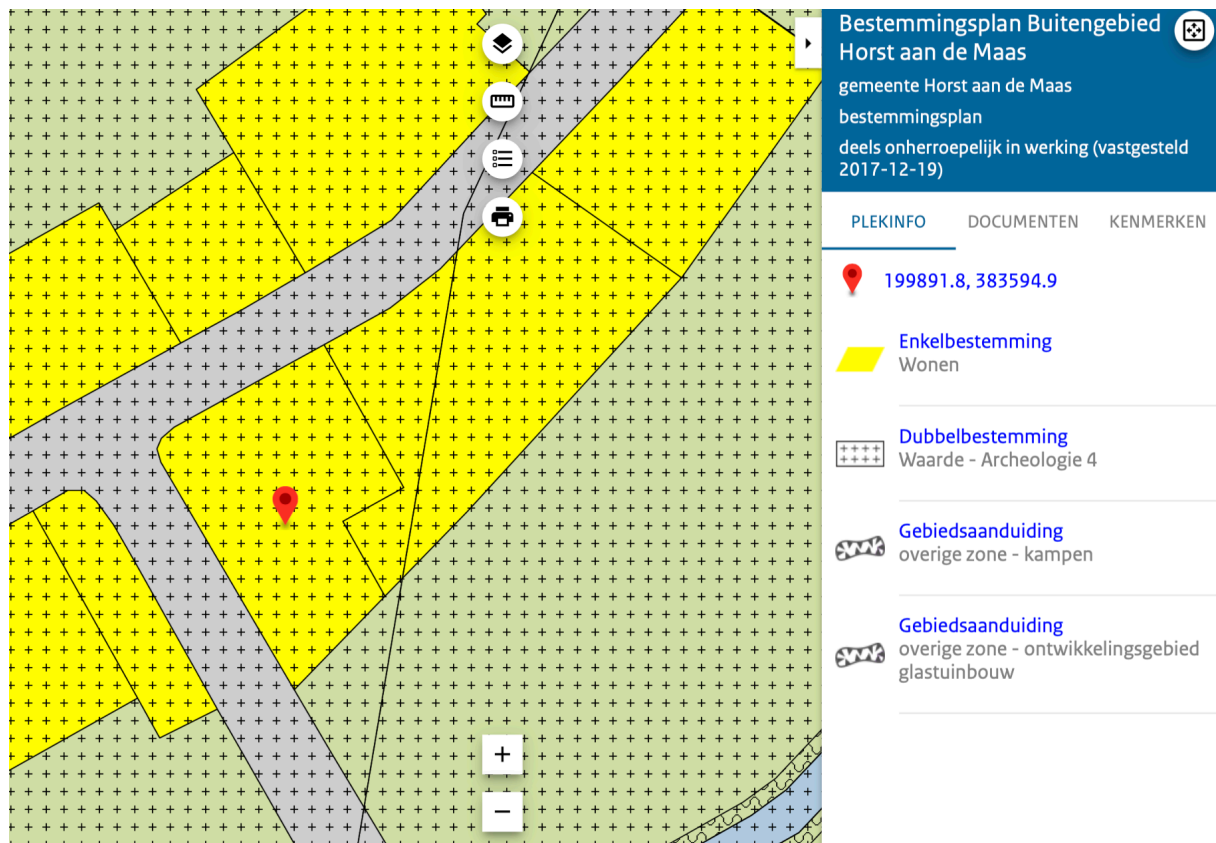 Bestemmingsplan Buitengebied
Horst aan de Maas
gemeente Horst aan de Maas
bestemmingsplan
deels onherroepelijk in werking (vastgesteld
2017-12-19)
PLEKINFO DOCUMENTEN KENMERKEN
199891.8, 383594.9
Enkelbestemming
Wonen
Dubbelbestemming
Waarde - Archeologie 4
Gebiedsaanduiding
overige zone - kampen
Gebiedsaanduiding
overige zone - ontwikkelingsgebied
glastuinbouw